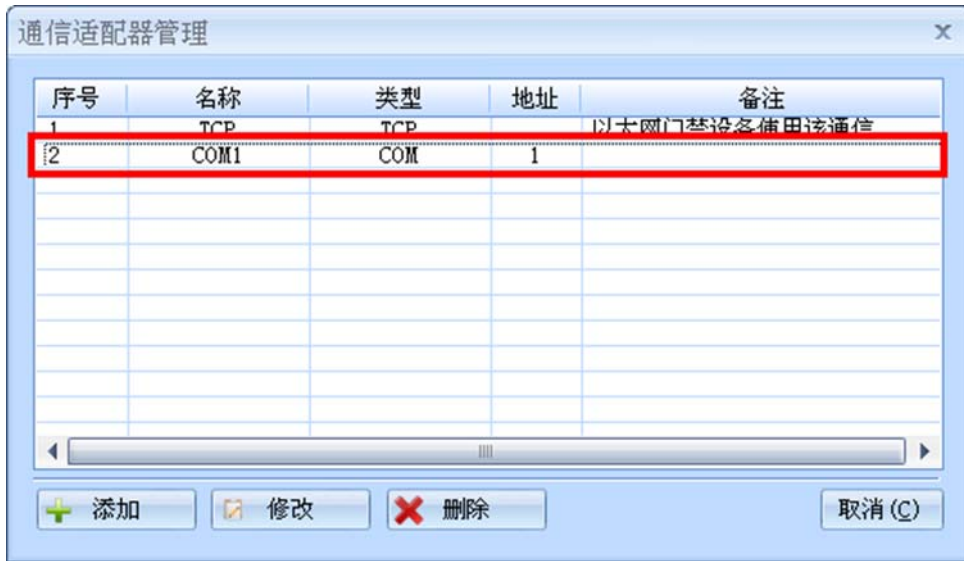 通信适配器管理
序号 名称 类型 地址 备注
1 TCP TCP 以太网门禁设备使用该通信
2 COM1 COM 1
添加 修改 删除 取消(C)